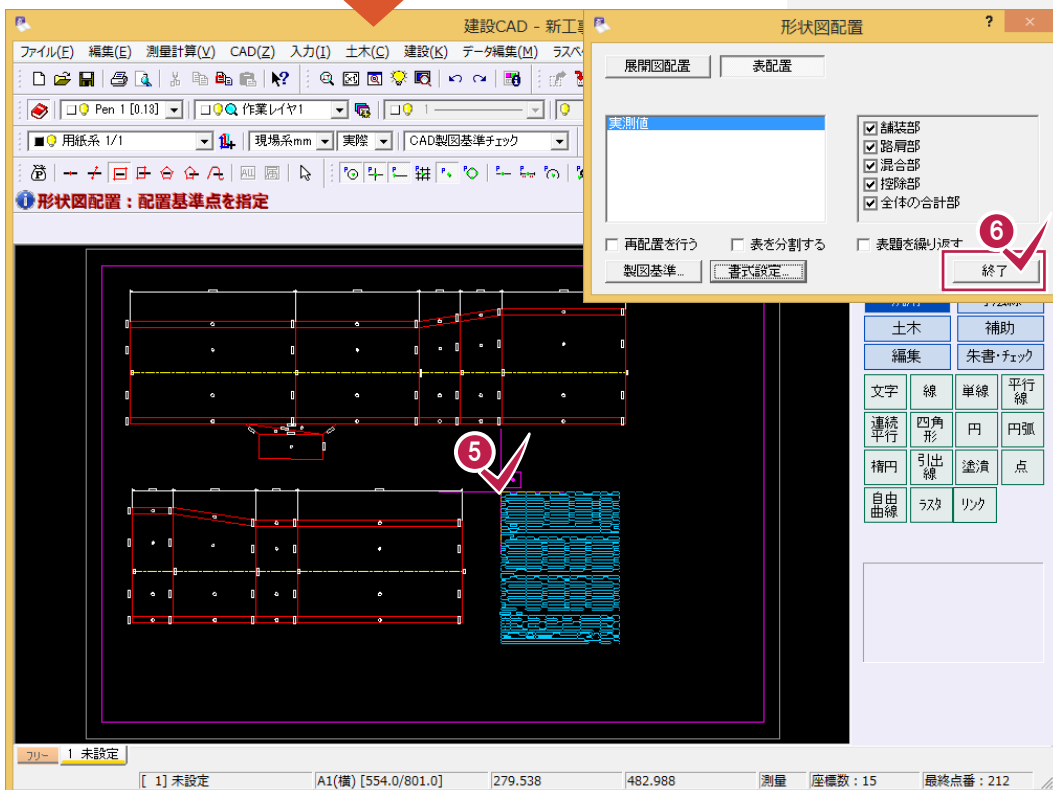 建設CAD - 新工事
形状図配置
?
×
ファイル(F) 編集(E) 測量計算(V) CAD(Z) 入力(I) 土木(C) 建設(K) データ編集(M)
展開図配置
表配置
Pen 1 [0.13]
作業レイヤ1
1
用紙系 1/1
現場系mm
実際
CAD製図基準チェック
実測値
舗装部
路肩部
混合部
控除部
全体の合計部
ALL
形状図配置：配置基準点を指定
再配置を行う
表を分割する
表題を繰り返す
6
製図基準...
書式設定...
終了
土木
補助
編集
朱書・チェック
文字
線
単線
平行線
連続平行
四角形
円
円弧
楕円
引出線
塗潰
点
自由曲線
ラスタ
リンク
5
フリー
1 未設定
[ 1] 未設定
A1(横) [554.0/801.0]
279.538
482.988
測量
座標数：15
最終点番：212